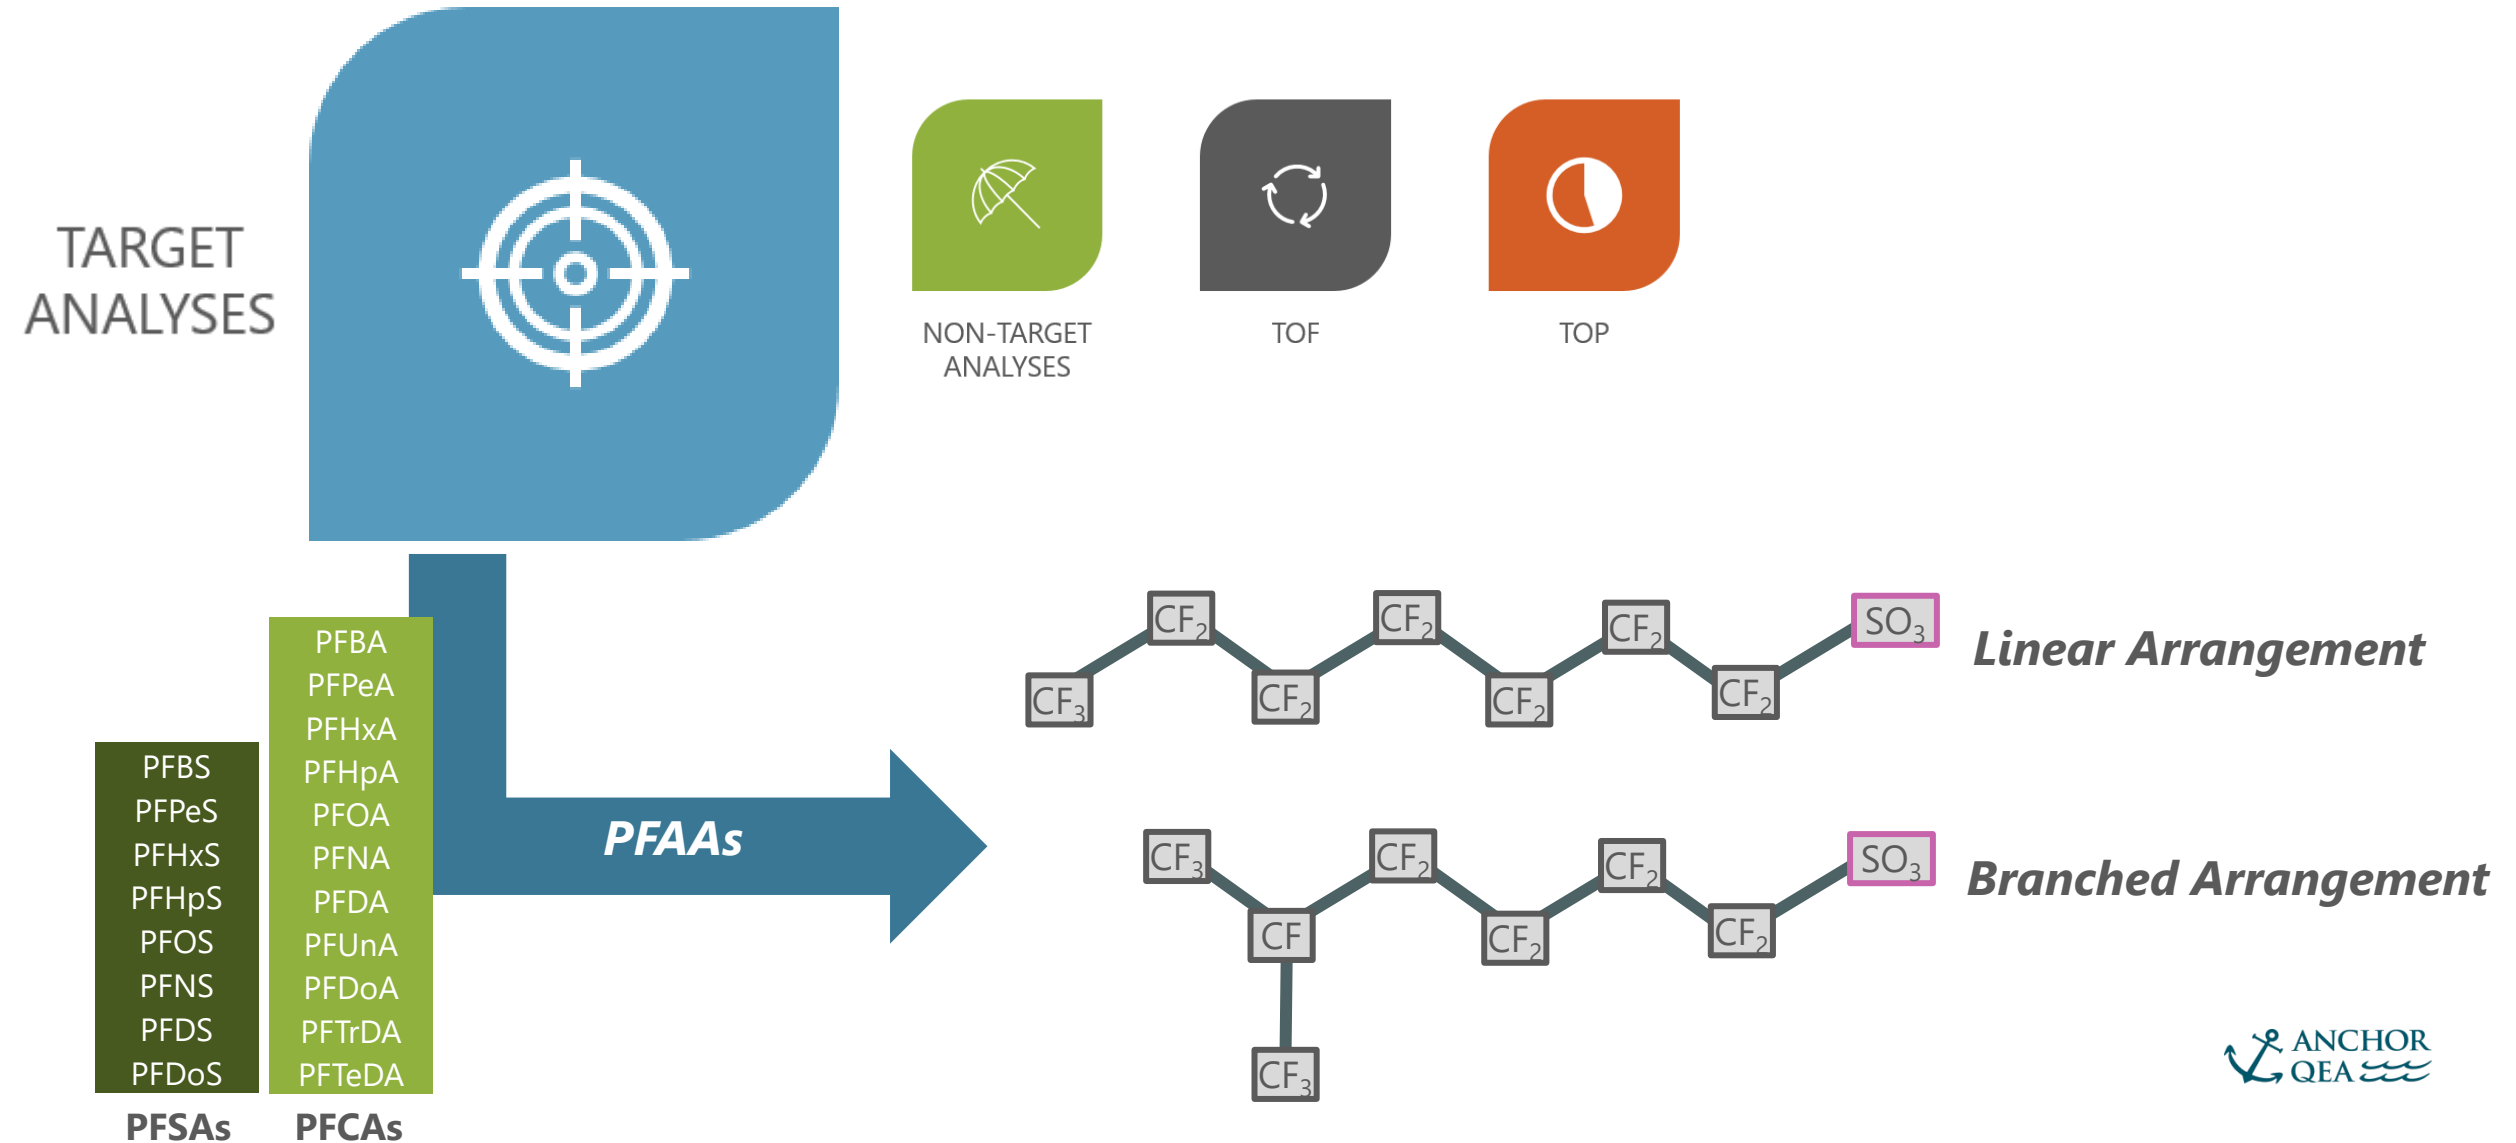 TARGET
ANALYSES
NON-TARGET
ANALYSES
TOF
TOP
PFBS
PFPeS
PFHxS
PFHpS
PFOS
PFNS
PFDS
PFDoS
PFSAs
PFBA
PFPeA
PFHxA
PFHpA
PFOA
PFNA
PFDA
PFUnA
PFDoA
PFTrDA
PFTeDA
PFCAs
PFAAs
CF3
CF2
CF2
CF2
CF2
CF2
CF2
SO3
Linear Arrangement
CF3
CF
CF3
CF2
CF2
CF2
CF2
SO3
Branched Arrangement
ANCHOR
QEA